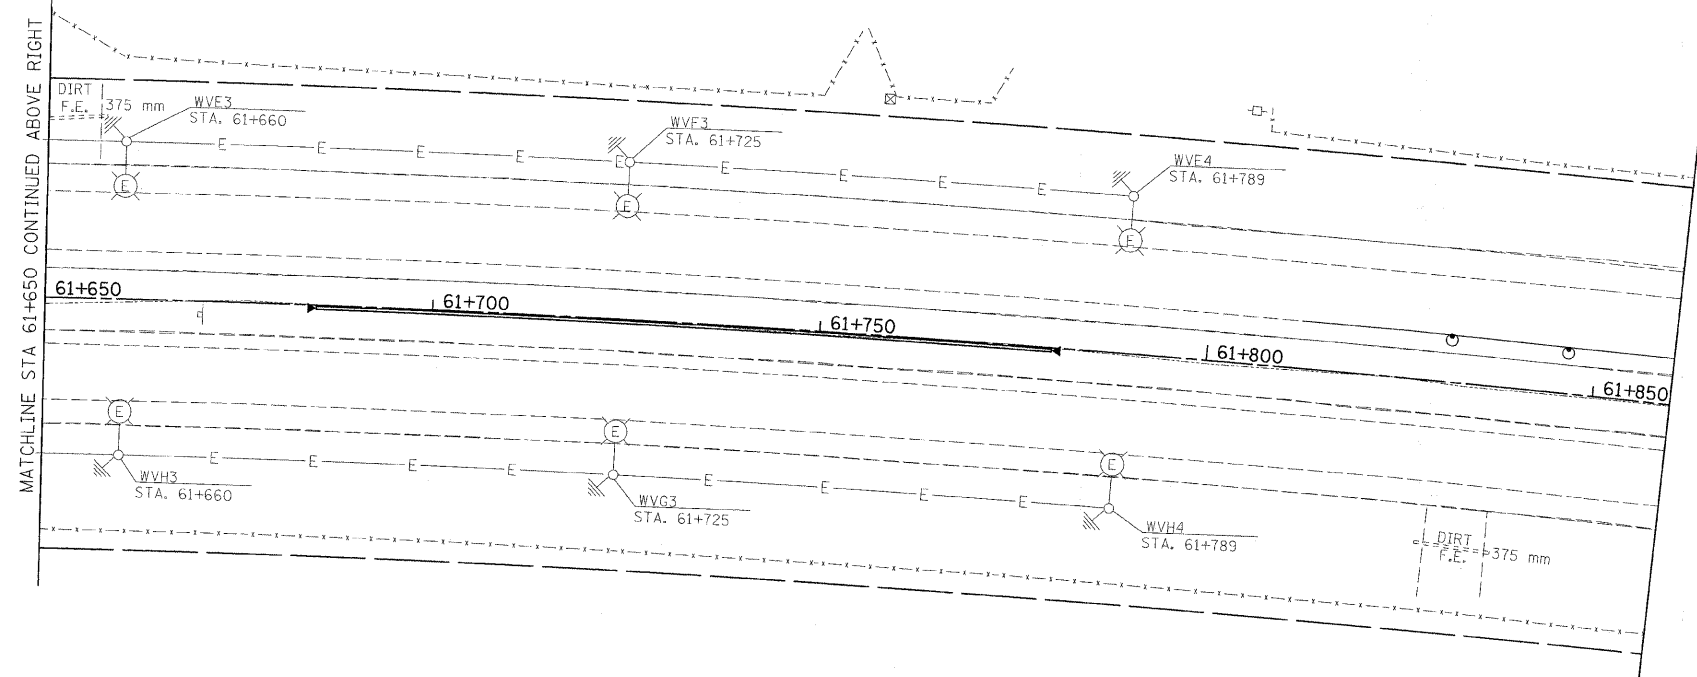 MATCHLINE STA 61+650 CONTINUED ABOVE RIGHT
DIRT
F.E.
375 mm
WVE3
STA. 61+660
E E E E E E E E E
WVF3
STA. 61+725
WVE4
STA. 61+789
E
E
E
61+650
61+700
61+750
61+800
61+850
E
E
E
E E E E E E E E
WVH3
STA. 61+660
WVG3
STA. 61+725
WVH4
STA. 61+789
DIRT
F.E.
375 mm